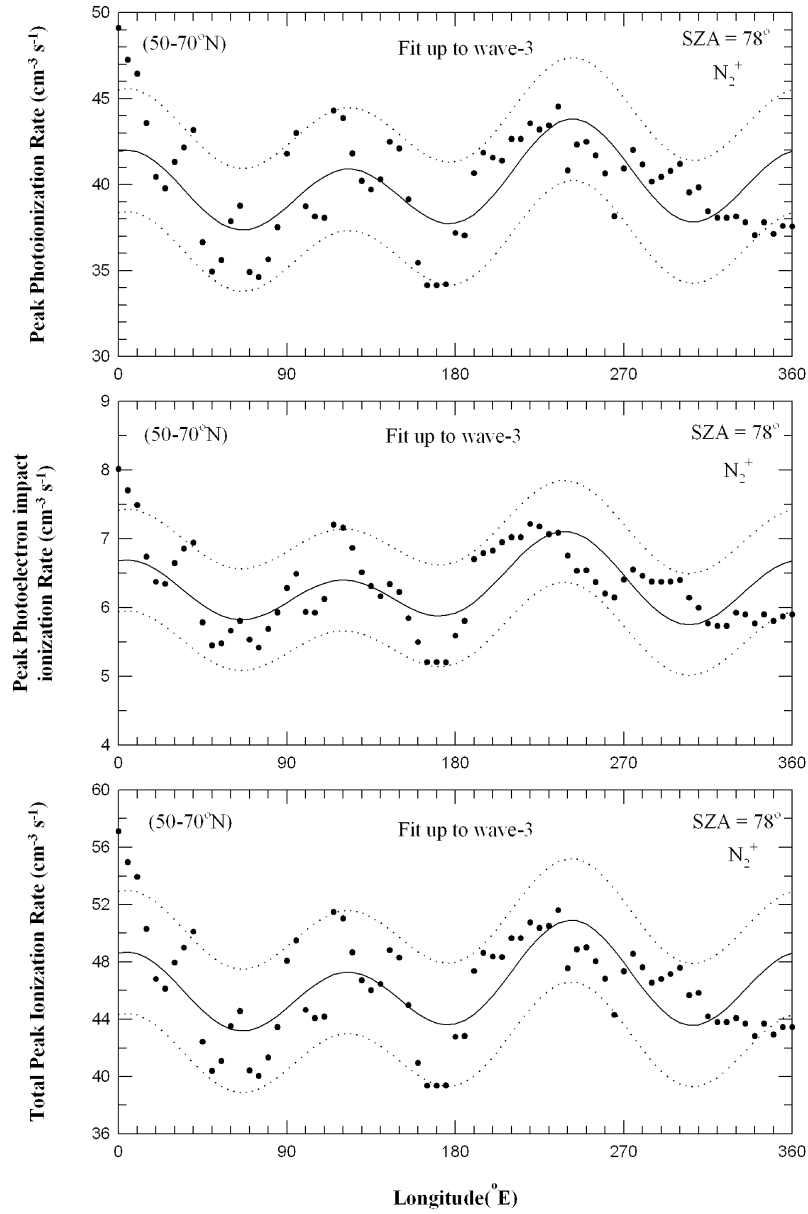 Peak Photoionization Rate (cm⁻³ s⁻¹)
(50-70°N)
Fit up to wave-3
SZA = 78°
N₂⁺
50
45
40
35
30
0
90
180
270
360
Peak Photoelectron impact
ionization Rate (cm⁻³ s⁻¹)
(50-70°N)
Fit up to wave-3
SZA = 78°
N₂⁺
9
8
7
6
5
4
0
90
180
270
360
Total Peak Ionization Rate (cm⁻³ s⁻¹)
(50-70°N)
Fit up to wave-3
SZA = 78°
N₂⁺
60
56
52
48
44
40
36
0
90
180
270
360
Longitude(°E)